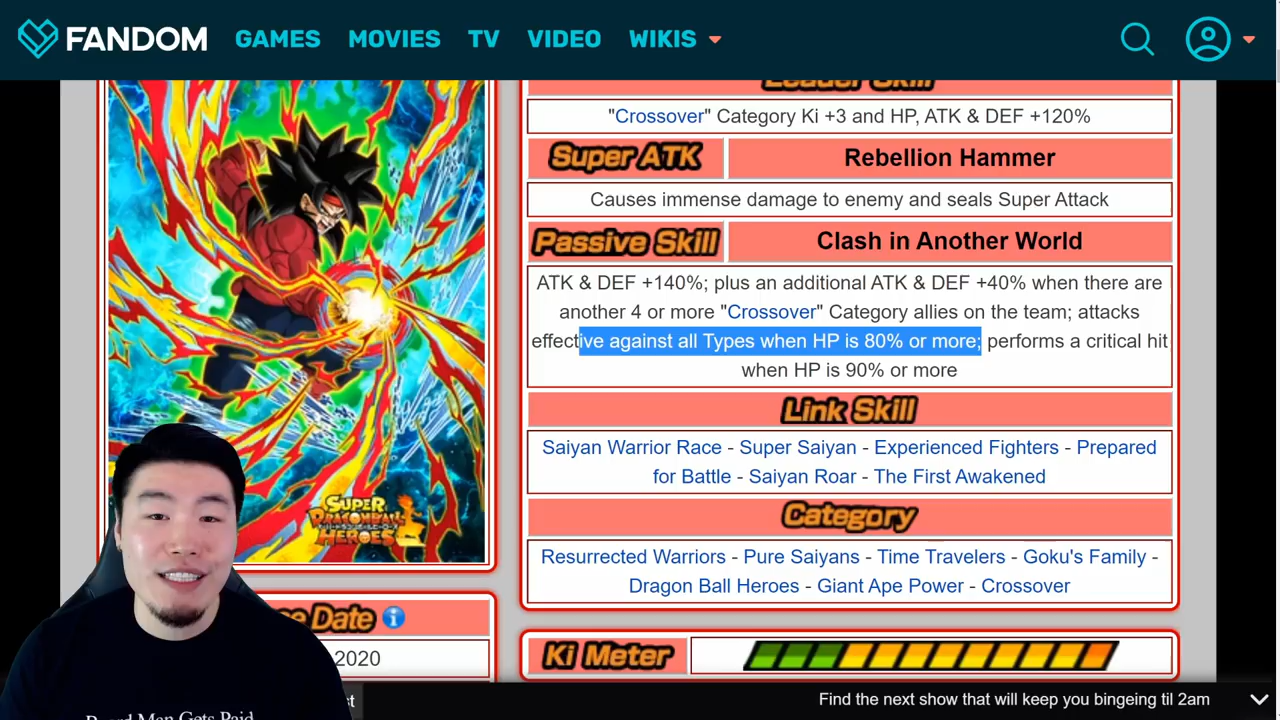 FANDOM GAMES MOVIES TV VIDEO WIKIS
Leader Skill
"Crossover" Category Ki +3 and HP, ATK & DEF +120%
Super ATK
Rebellion Hammer
Causes immense damage to enemy and seals Super Attack
Passive Skill
Clash in Another World
ATK & DEF +140%; plus an additional ATK & DEF +40% when there are
another 4 or more "Crossover" Category allies on the team; attacks
effective against all Types when HP is 80% or more; performs a critical hit
when HP is 90% or more
Link Skill
Saiyan Warrior Race - Super Saiyan - Experienced Fighters - Prepared
for Battle - Saiyan Roar - The First Awakened
Category
Resurrected Warriors - Pure Saiyans - Time Travelers - Goku's Family -
Dragon Ball Heroes - Giant Ape Power - Crossover
Ki Meter
SUPER
DRAGONBALL
HEROES
Date
2020
Man Gets Paid
Find the next show that will keep you bingeing til 2am